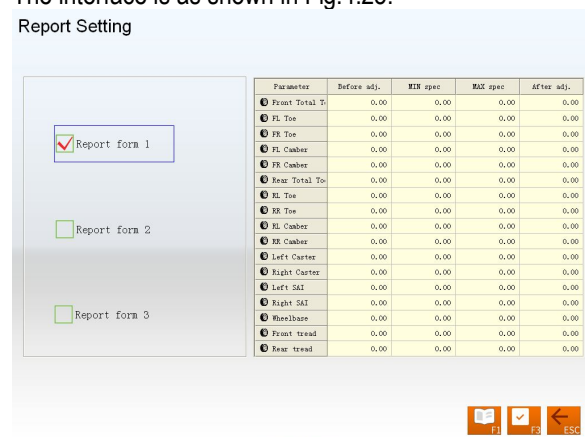 The interface is as shown in Fig.1.25.
Report Setting
Report form 1
Report form 2
Report form 3
Parameter Before adj. MIN spec MAX spec After adj.
Front Total To 0.00 0.00 0.00 0.00
FL Toe 0.00 0.00 0.00 0.00
FR Toe 0.00 0.00 0.00 0.00
FL Camber 0.00 0.00 0.00 0.00
FR Camber 0.00 0.00 0.00 0.00
Rear Total Toe 0.00 0.00 0.00 0.00
RL Toe 0.00 0.00 0.00 0.00
RR Toe 0.00 0.00 0.00 0.00
RL Camber 0.00 0.00 0.00 0.00
RR Camber 0.00 0.00 0.00 0.00
Left Caster 0.00 0.00 0.00 0.00
Right Caster 0.00 0.00 0.00 0.00
Left SAI 0.00 0.00 0.00 0.00
Right SAI 0.00 0.00 0.00 0.00
Wheelbase 0.00 0.00 0.00 0.00
Front tread 0.00 0.00 0.00 0.00
Rear tread 0.00 0.00 0.00 0.00
F1 F3 ESC